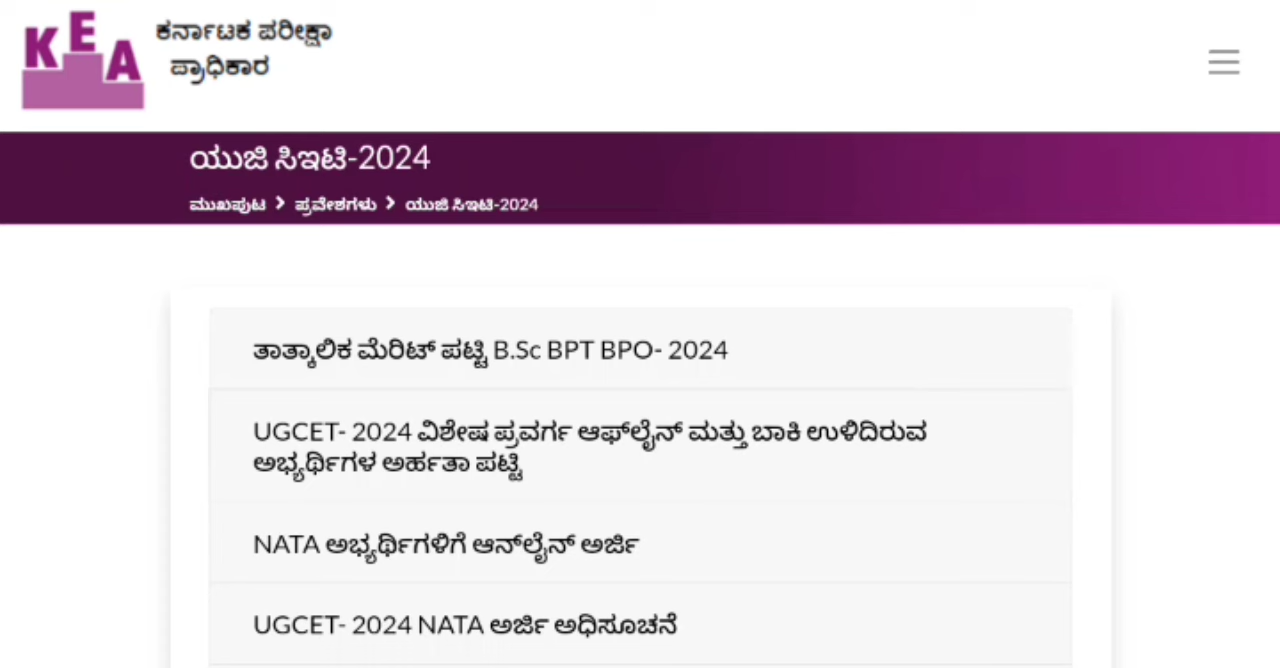 KEA
ಕರ್ನಾಟಕ ಪರೀಕ್ಷಾ
ಪ್ರಾಧಿಕಾರ
ಯುಜಿ ಸಿಇಟಿ-2024
ಮುಖಪುಟ > ಪ್ರವೇಶಗಳು > ಯುಜಿ ಸಿಇಟಿ-2024
ತಾತ್ಕಾಲಿಕ ಮೆರಿಟ್ ಪಟ್ಟಿ B.Sc BPT BPO- 2024
UGCET- 2024 ವಿಶೇಷ ಪ್ರವರ್ಗ ಆಫ್‌ಲೈನ್ ಮತ್ತು ಬಾಕಿ ಉಳಿದಿರುವ
ಅಭ್ಯರ್ಥಿಗಳ ಅರ್ಹತಾ ಪಟ್ಟಿ
NATA ಅಭ್ಯರ್ಥಿಗಳಿಗೆ ಆನ್‌ಲೈನ್ ಅರ್ಜಿ
UGCET- 2024 NATA ಅರ್ಜಿ ಅಧಿಸೂಚನೆ